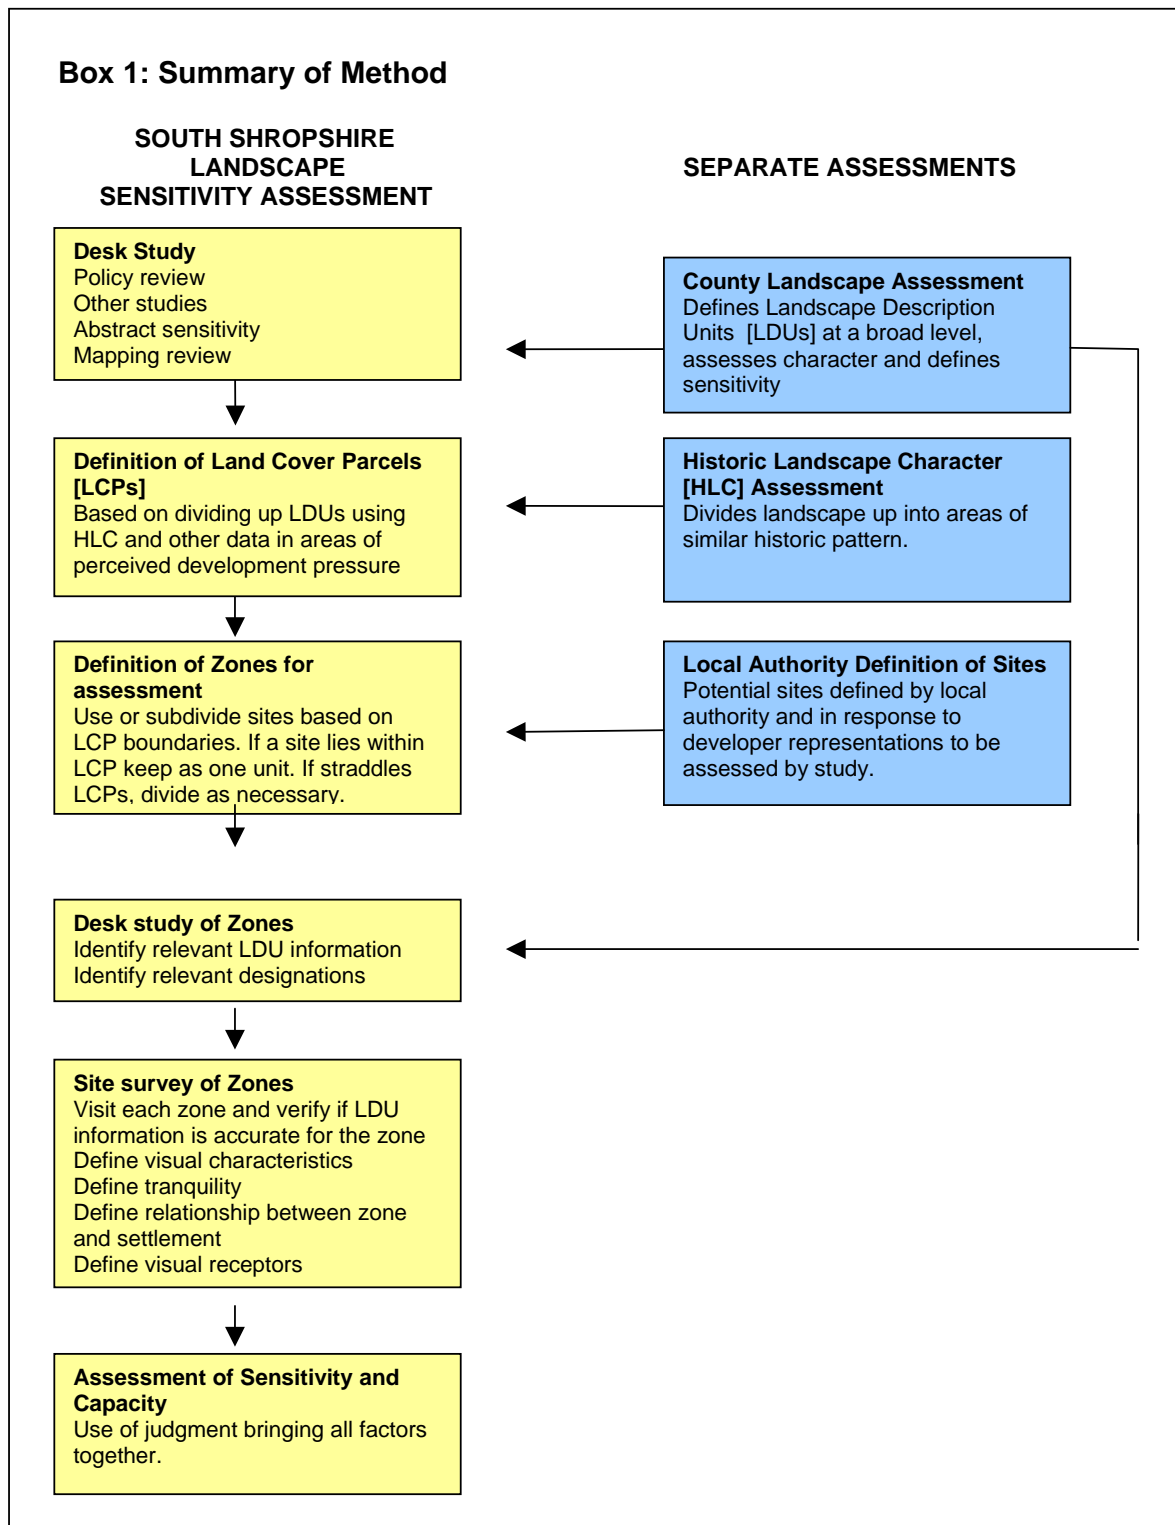 Box 1: Summary of Method
SOUTH SHROPSHIRE
LANDSCAPE
SENSITIVITY ASSESSMENT
Desk Study
Policy review
Other studies
Abstract sensitivity
Mapping review
Definition of Land Cover Parcels
[LCPs]
Based on dividing up LDUs using
HLC and other data in areas of
perceived development pressure
Definition of Zones for
assessment
Use or subdivide sites based on
LCP boundaries. If a site lies within
LCP keep as one unit. If straddles
LCPs, divide as necessary.
Desk study of Zones
Identify relevant LDU information
Identify relevant designations
Site survey of Zones
Visit each zone and verify if LDU
information is accurate for the zone
Define visual characteristics
Define tranquility
Define relationship between zone
and settlement
Define visual receptors
Assessment of Sensitivity and
Capacity
Use of judgment bringing all factors
together.
SEPARATE ASSESSMENTS
County Landscape Assessment
Defines Landscape Description
Units [LDUs] at a broad level,
assesses character and defines
sensitivity
Historic Landscape Character
[HLC] Assessment
Divides landscape up into areas of
similar historic pattern.
Local Authority Definition of Sites
Potential sites defined by local
authority and in response to
developer representations to be
assessed by study.